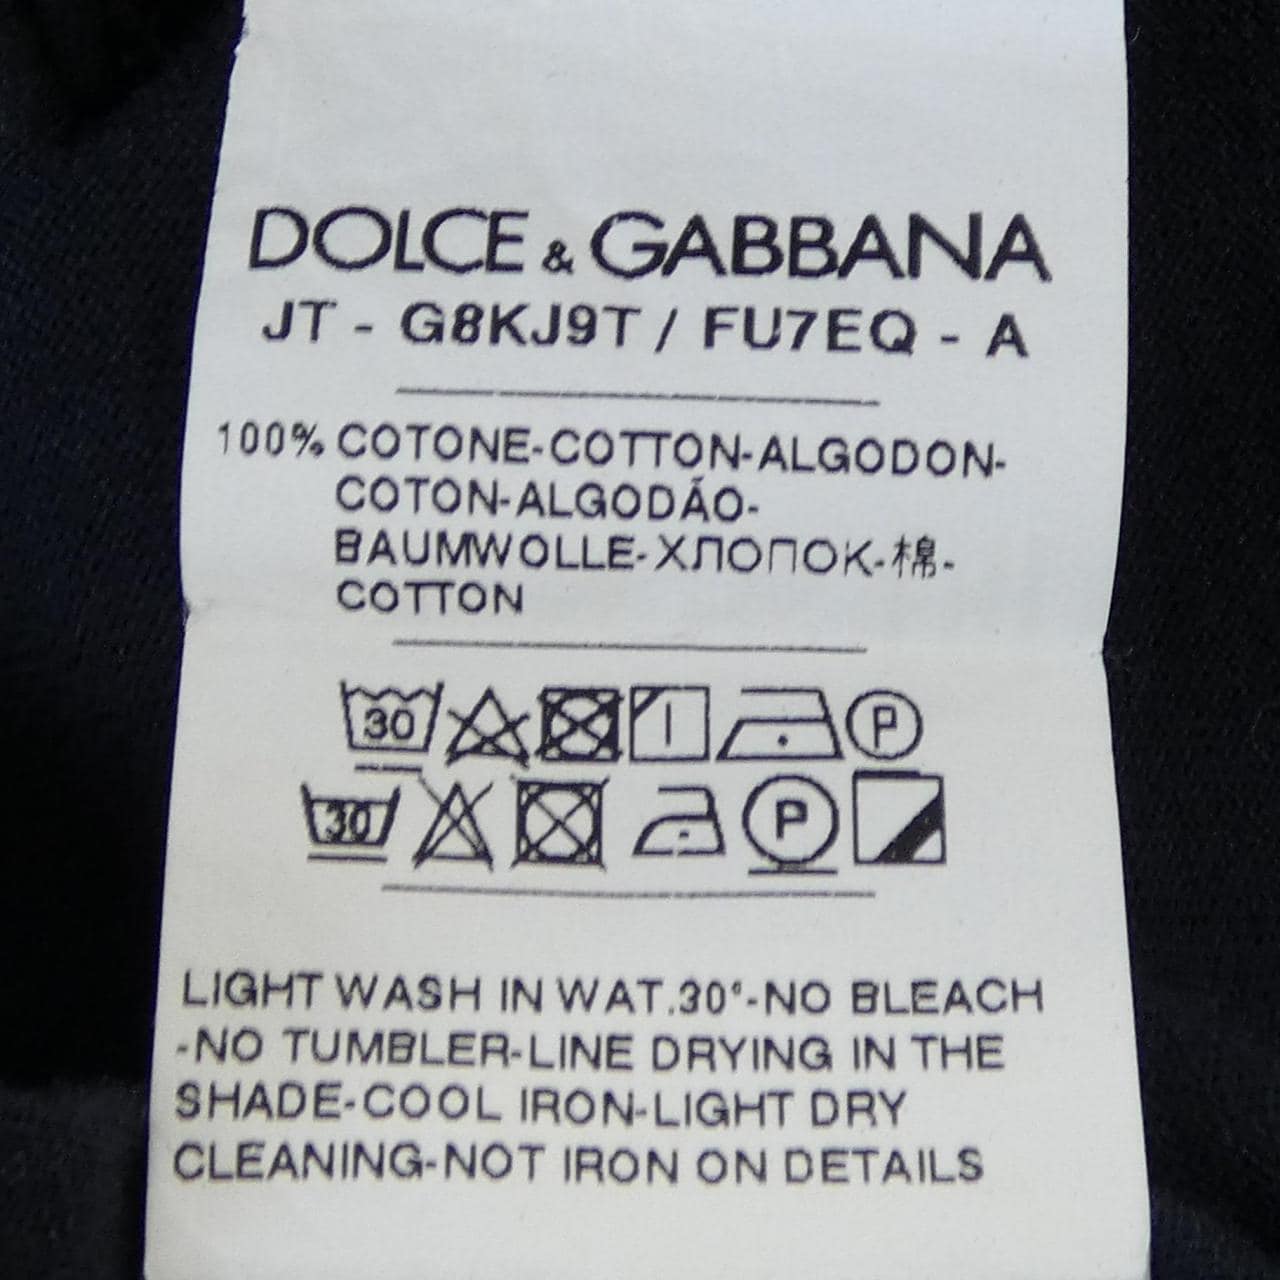 DOLCE & GABBANA
JT - G8KJ9T / FU7EQ - A
100% COTONE-COTTON-ALGODON-
COTON-ALGODÃO-
BAUMWOLLE-ХЛОПОК-棉-
COTTON
30 P
30 P
LIGHT WASH IN WAT.30°-NO BLEACH
-NO TUMBLER-LINE DRYING IN THE
SHADE-COOL IRON-LIGHT DRY
CLEANING-NOT IRON ON DETAILS